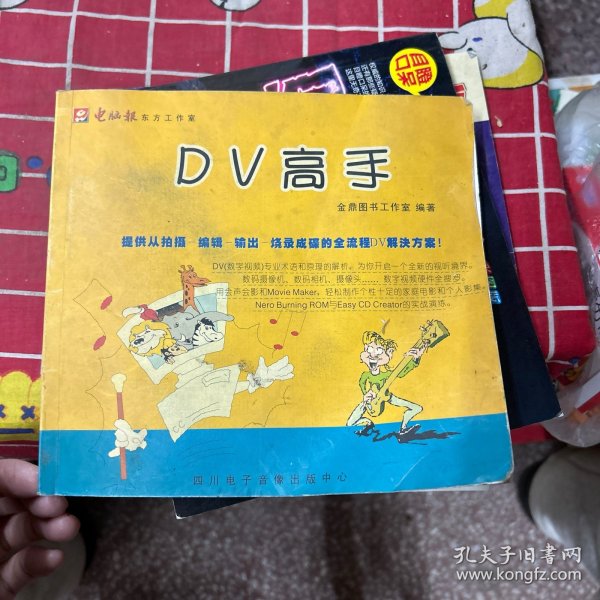 电脑报 东方工作室
DV高手
金鼎图书工作室 编著
提供从拍摄—编辑—输出—烧录成碟的全流程DV解决方案!
DV(数字视频)专业术语和原理的解析。为你开启一个全新的视听境界。
数码摄像机、数码相机、摄像头……数字视频硬件全接点。
用会声会影和Movie Maker，轻松制作个性十足的家庭电影和个人影集。
Nero Burning ROM与Easy CD Creator的实战演练。
四川电子音像出版中心
孔夫子旧书网
www.kongfz.com